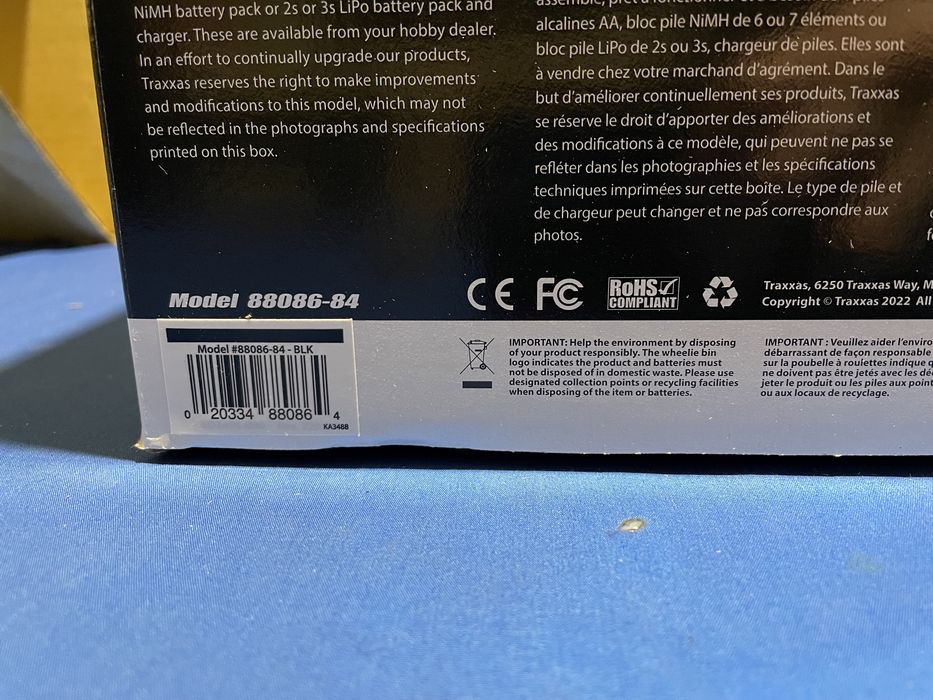 NiMH battery pack or 2s or 3s LiPo battery pack and
charger. These are available from your hobby dealer.
In an effort to continually upgrade our products,
Traxxas reserves the right to make improvements
and modifications to this model, which may not
be reflected in the photographs and specifications
printed on this box.
alcalines AA, bloc pile NiMH de 6 ou 7 éléments ou
bloc pile LiPo de 2s ou 3s, chargeur de piles. Elles sont
à vendre chez votre marchand d'agrément. Dans le
but d'améliorer continuellement ses produits, Traxxas
se réserve le droit d'apporter des améliorations et
des modifications à ce modèle, qui peuvent ne pas se
refléter dans les photographies et les spécifications
techniques imprimées sur cette boîte. Le type de pile et
de chargeur peut changer et ne pas correspondre aux
photos.
Model 88086-84
CE FC RoHS
COMPLIANT
Traxxas, 6250 Traxxas Way, M
Copyright © Traxxas 2022 All
Model #88086-84 - BLK
0 20334 88086 4
KA3488
IMPORTANT: Help the environment by disposing
of your product responsibly. The wheelie bin
logo indicates the product and batteries must
not be disposed of in domestic waste. Please use
designated collection points or recycling facilities
when disposing of the item or batteries.
IMPORTANT : Veuillez aider l'enviro
débarrassant de façon responsable
sur la poubelle à roulettes indique q
ne doivent pas être jetés avec les dé
jeter le produit ou les piles aux point
ou aux locaux de recyclage.